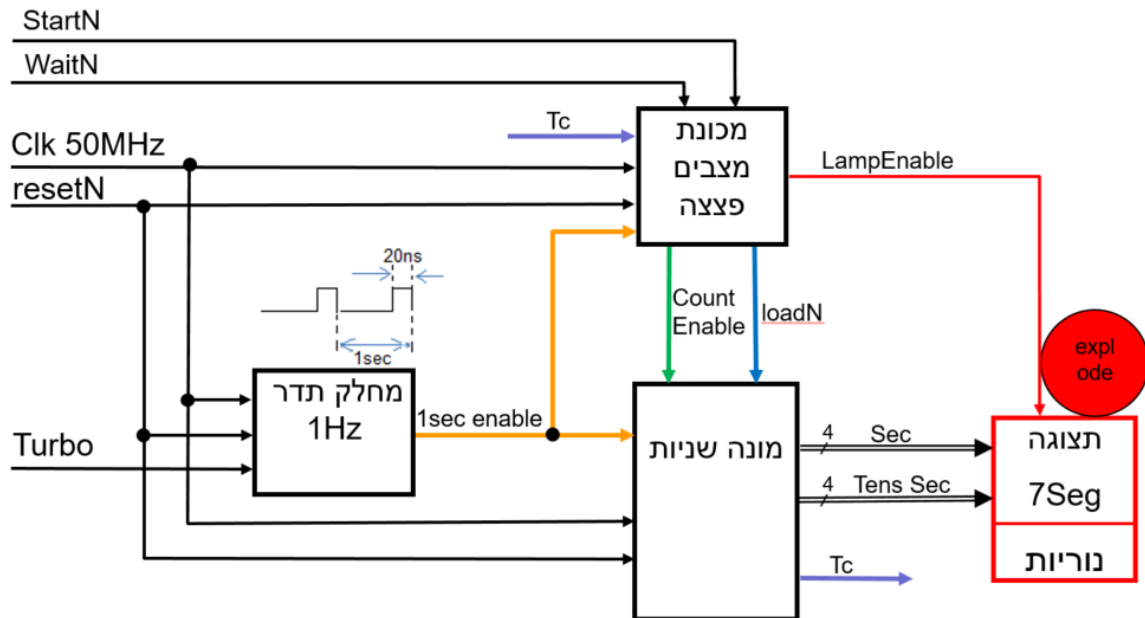 StartN
WaitN
Tc
Clk 50MHz
resetN
מכונת
מצבים
פצצה
LampEnable
20ns
1sec
Count
Enable
loadN
expl
ode
מחלק תדר
1Hz
1sec enable
Turbo
מונה שניות
4
Sec
4
Tens Sec
Tc
תצוגה
7Seg
נוריות